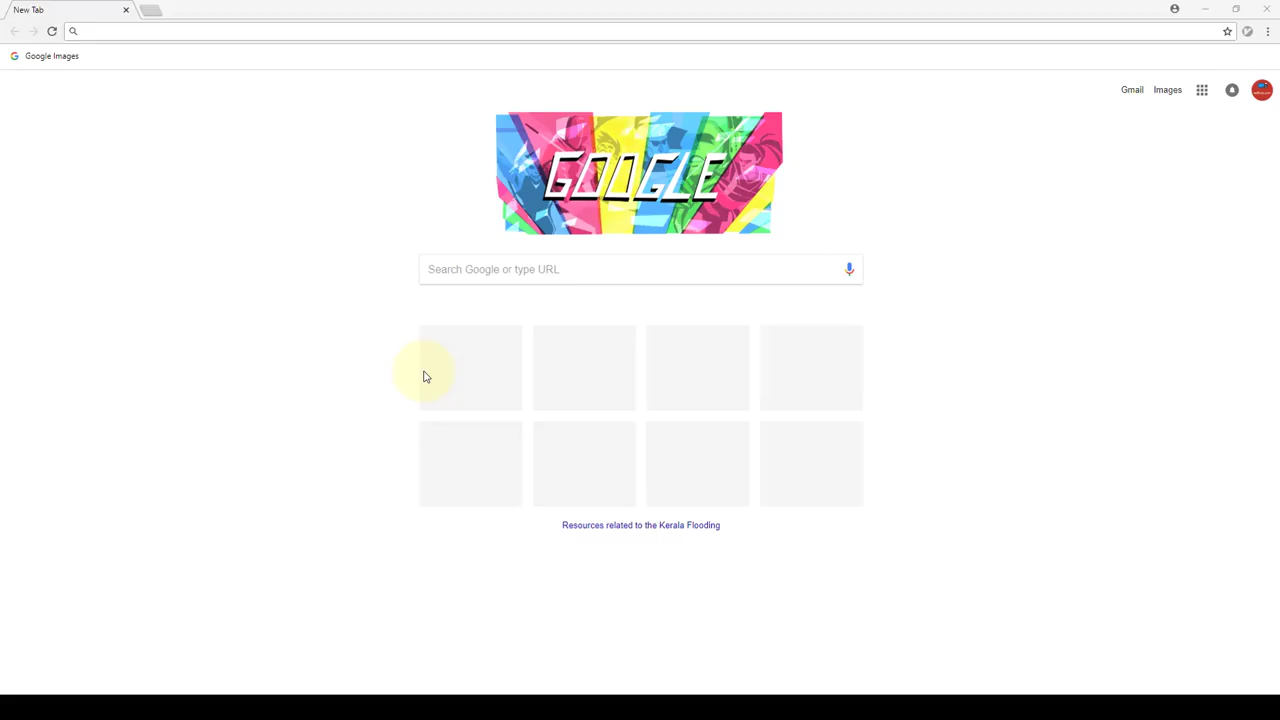 New Tab
Google Images
Gmail Images
GOOGLE
Search Google or type URL
Resources related to the Kerala Flooding